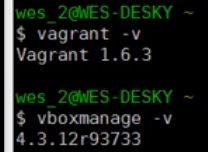 wes_2@WES-DESKY ~
$ vagrant -v
Vagrant 1.6.3
wes_2@WES-DESKY ~
$ vboxmanage -v
4.3.12r93733